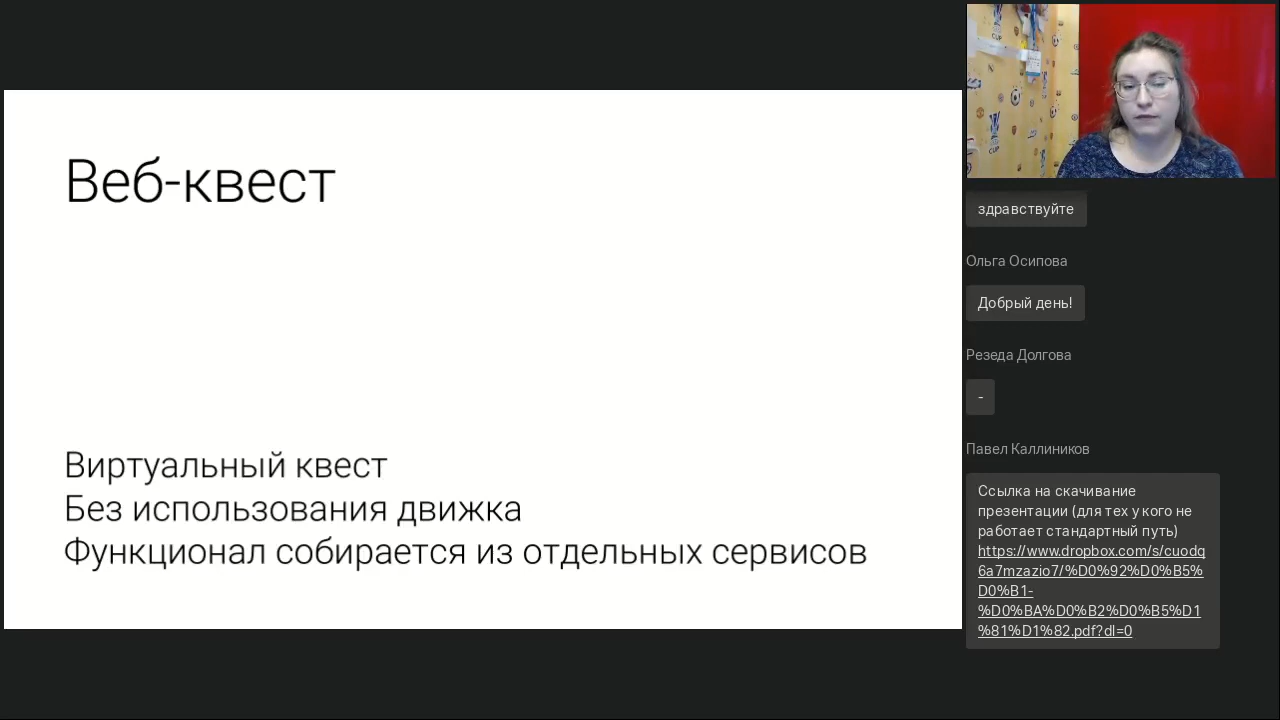 Веб-квест
Виртуальный квест
Без использования движка
Функционал собирается из отдельных сервисов
CUP
CUP
здравствуйте
Ольга Осипова
Добрый день!
Резеда Долгова
-
Павел Каллиников
Ссылка на скачивание
презентации (для тех у кого не
работает стандартный путь)
https://www.dropbox.com/s/cuodq
6a7mzazio7/%D0%92%D0%B5%
D0%B1-
%D0%BA%D0%B2%D0%B5%D1
%81%D1%82.pdf?dl=0